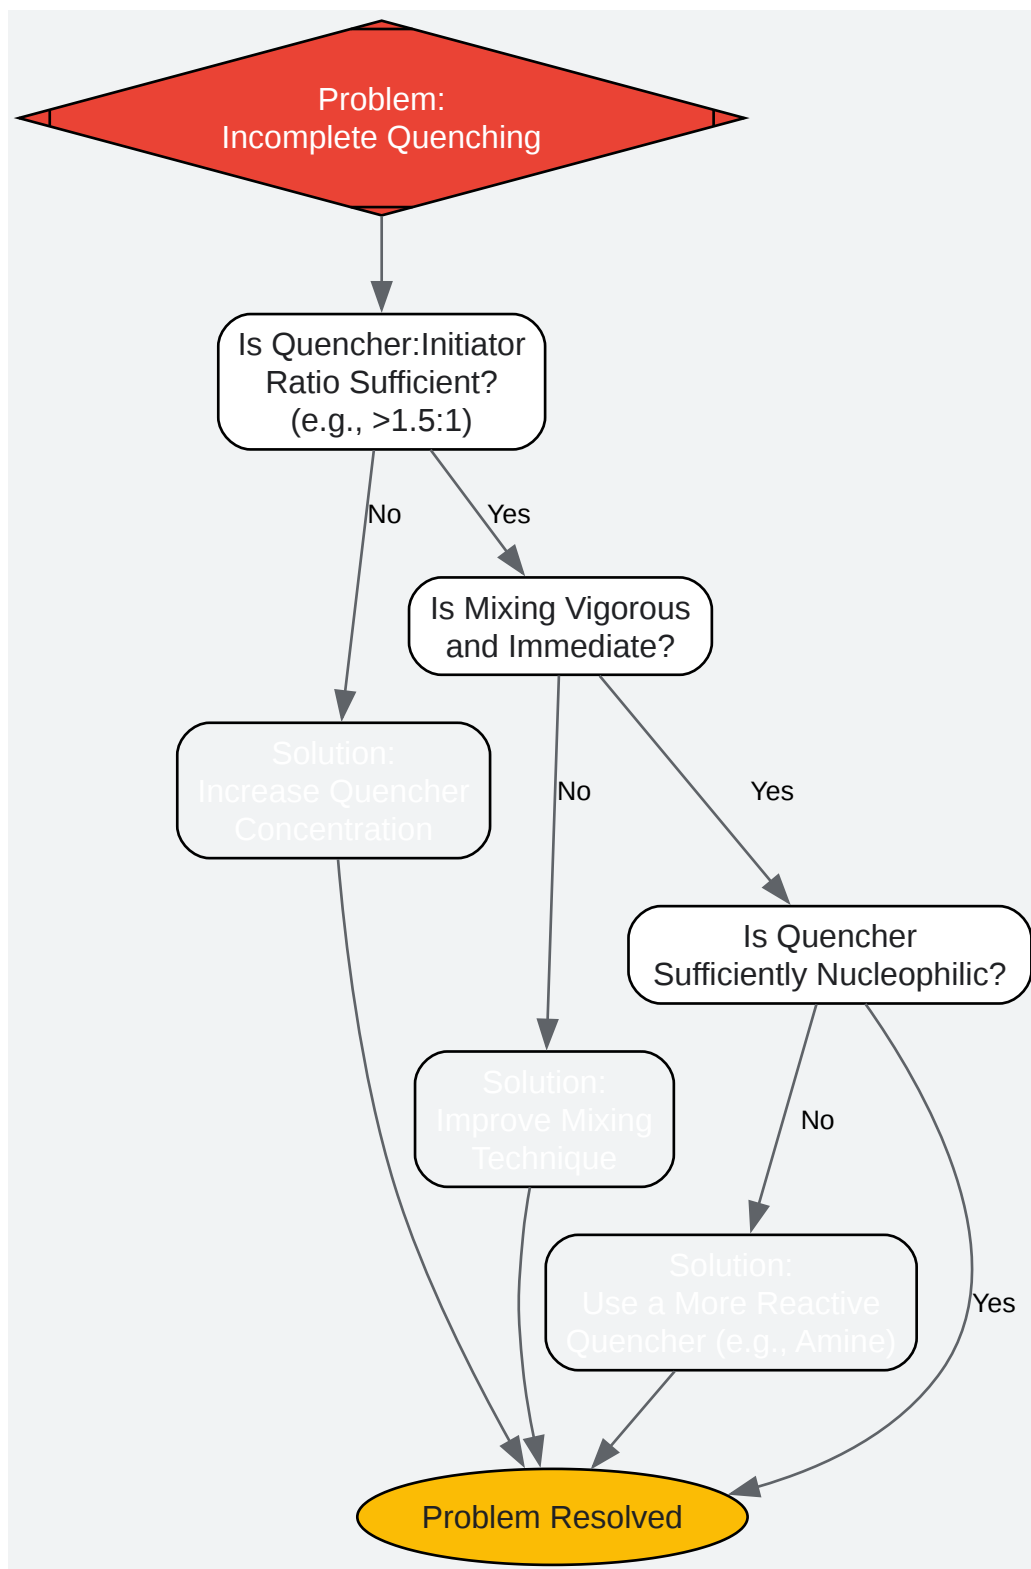 Problem:
Incomplete Quenching
Is Quencher:Initiator
Ratio Sufficient?
(e.g., >1.5:1)
No
Yes
Is Mixing Vigorous
and Immediate?
Solution:
Increase Quencher
Concentration
No
Yes
Is Quencher
Sufficiently Nucleophilic?
Solution:
Improve Mixing
Technique
No
Solution:
Use a More Reactive
Quencher (e.g., Amine)
Yes
Problem Resolved